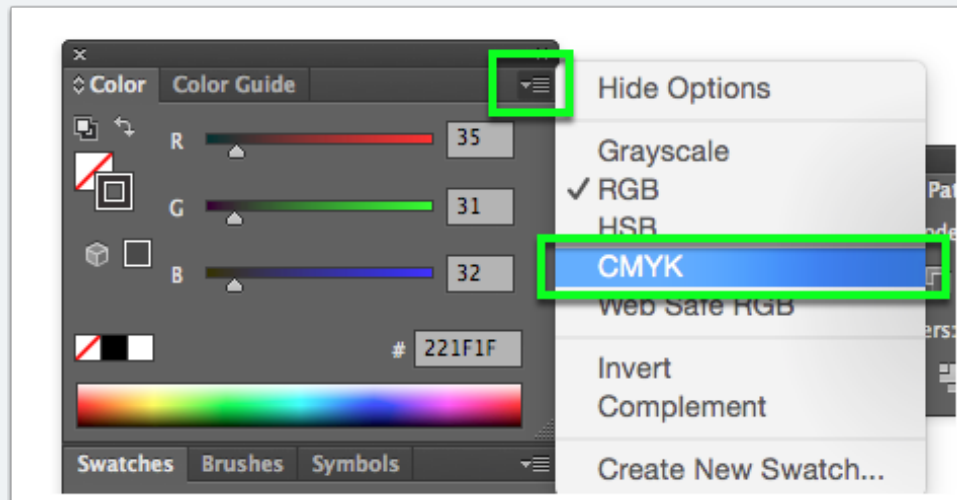 Color Color Guide
R 35
G 31
B 32
# 221F1F
Swatches Brushes Symbols
Hide Options
Grayscale
✓ RGB
HSB
CMYK
Web Safe RGB
Invert
Complement
Create New Swatch...